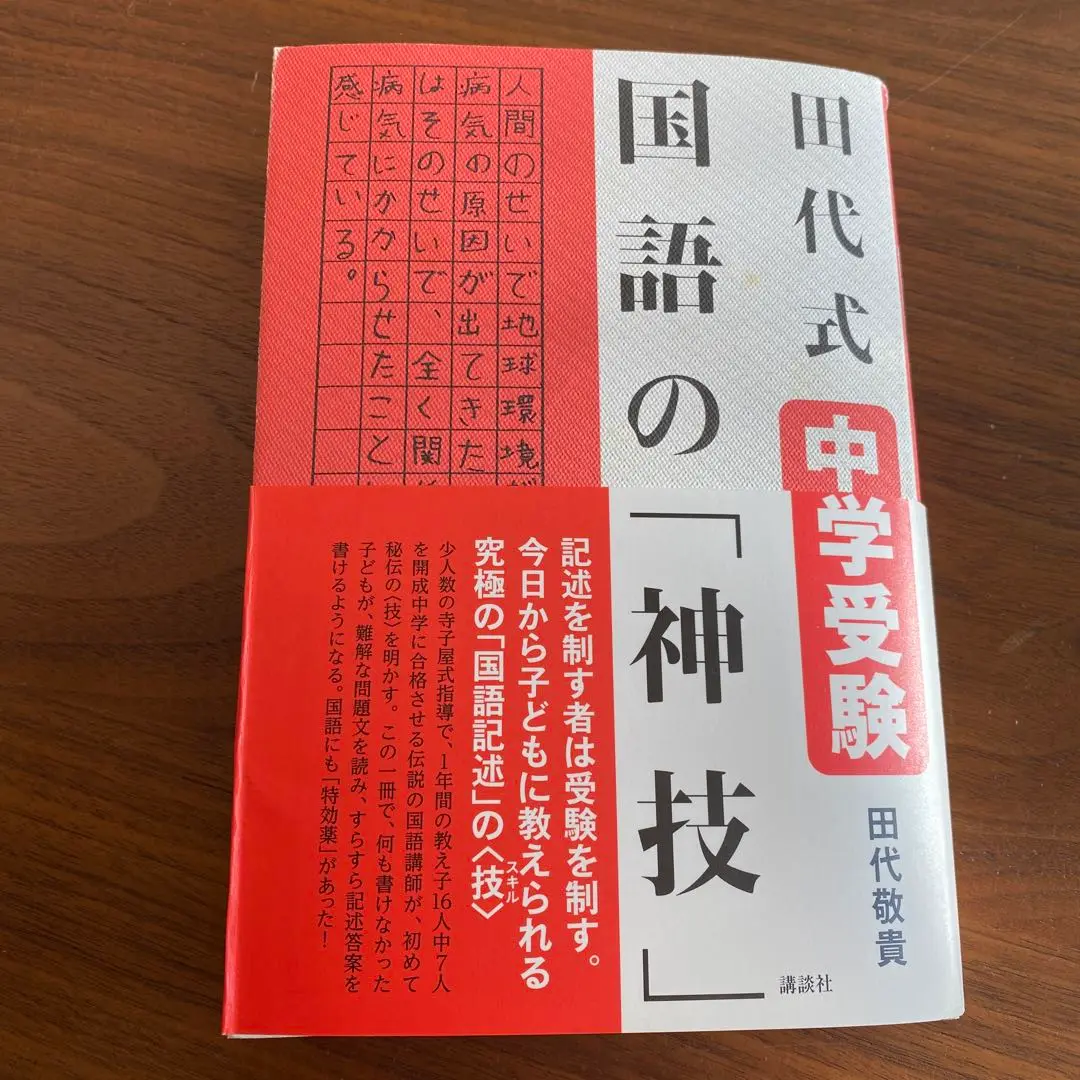 田代式
中学受験
国語の
「神技」
田代敬貴
講談社
人間のせいで地球環境が
病気の原因が出てきた
はそのせいで、全く関
病気にかからせたこと
感じている。
記述を制す者は受験を制す。
今日から子どもに教えられる
究極の「国語記述」の〈技〉
スキル
少人数の寺子屋式指導で、1年間の教え子16人中7人
を開成中学に合格させる伝説の国語講師が、初めて
秘伝の〈技〉を明かす。この一冊で、何も書けなかった
子どもが、難解な問題文を読み、すらすら記述答案を
書けるようになる。国語にも「特効薬」があった!